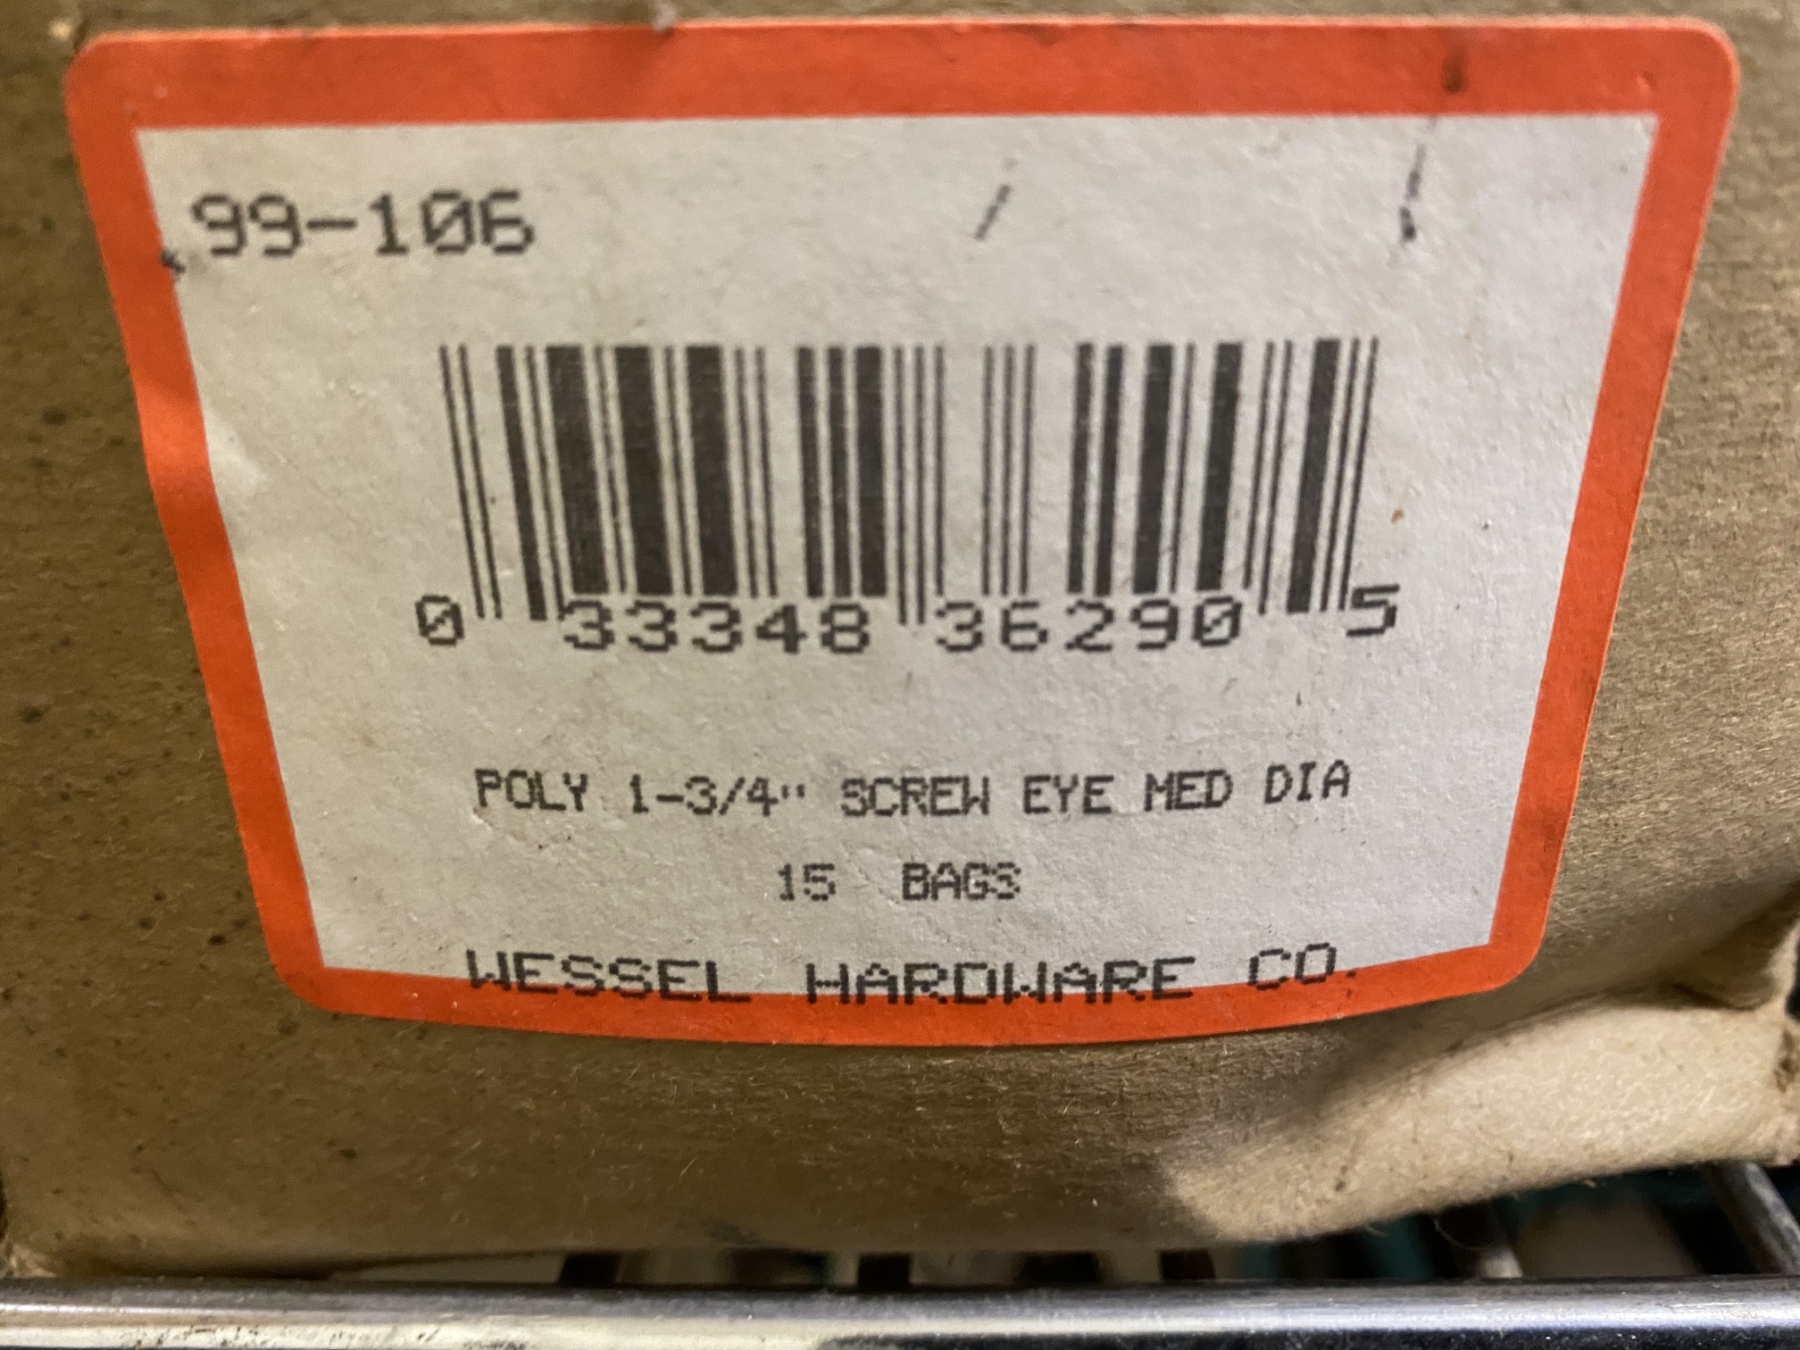 99-106
0 33348 36290 5
POLY 1-3/4" SCREW EYE MED DIA
15 BAGS
WESSEL HARDWARE CO.